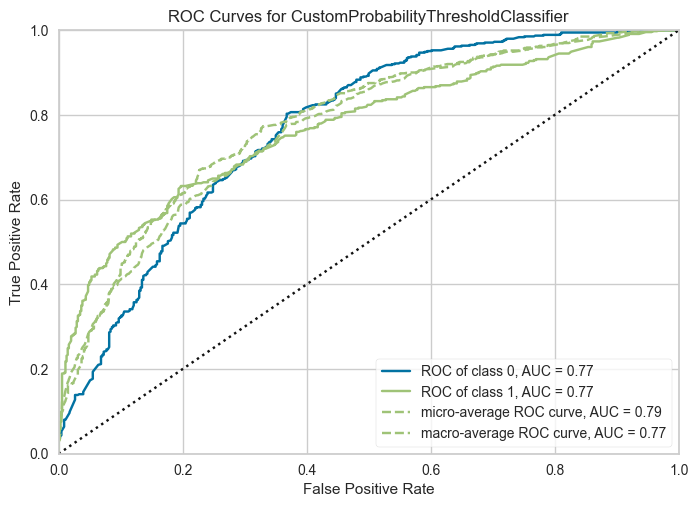 ROC Curves for CustomProbabilityThresholdClassifier
True Positive Rate
1.0
0.8
0.6
0.4
0.2
0.0
ROC of class 0, AUC = 0.77
ROC of class 1, AUC = 0.77
micro-average ROC curve, AUC = 0.79
macro-average ROC curve, AUC = 0.77
0.0 0.2 0.4 0.6 0.8 1.0
False Positive Rate